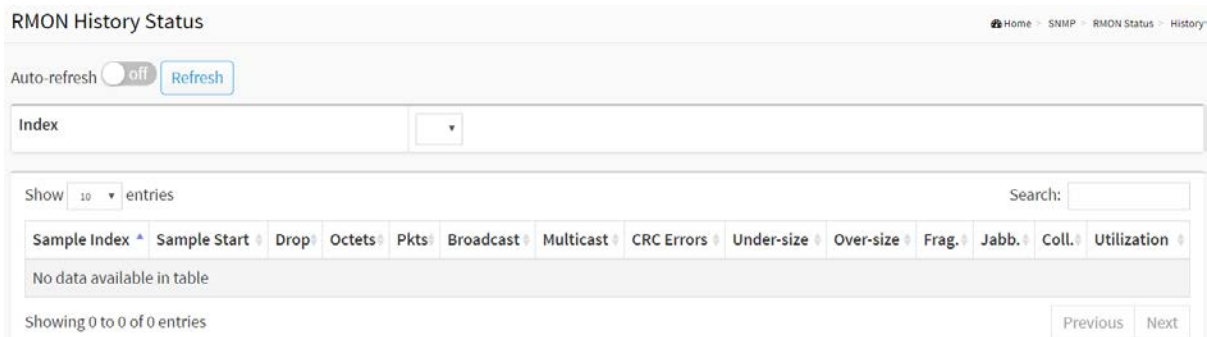 RMON History Status
Home > SNMP > RMON Status > History
Auto-refresh off Refresh
Index
Show 10 entries Search:
Sample Index Sample Start Drop Octets Pkts Broadcast Multicast CRC Errors Under-size Over-size Frag. Jabb. Coll. Utilization
No data available in table
Showing 0 to 0 of 0 entries Previous Next